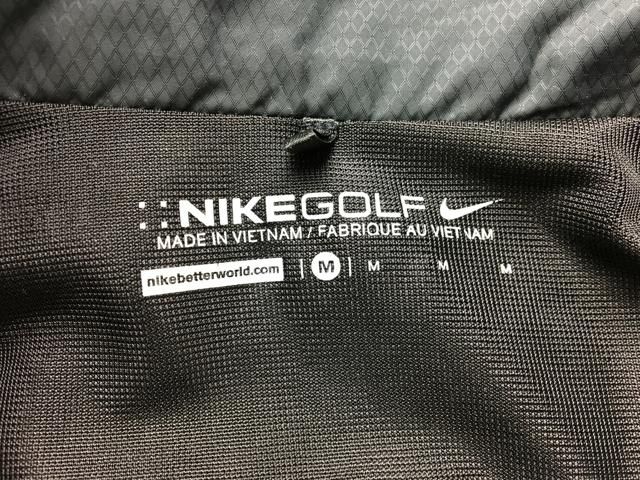 NIKEGOLF
MADE IN VIETNAM / FABRIQUE AU VIETNAM
nikebetterworld.com | M | M M M